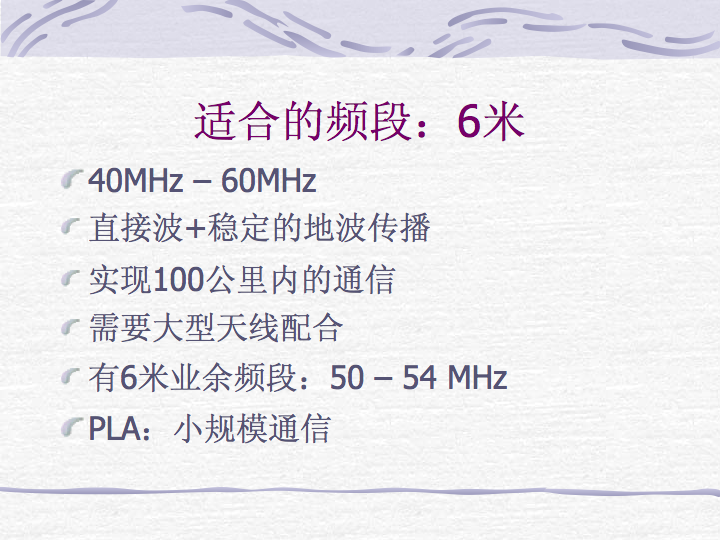 适合的频段：6米
40MHz – 60MHz
直接波+稳定的地波传播
实现100公里内的通信
需要大型天线配合
有6米业余频段：50 – 54 MHz
PLA：小规模通信